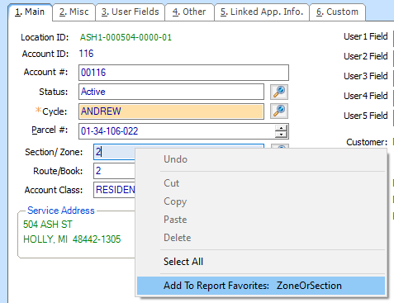 1. Main 2. Misc 3. User Fields 4. Other 5. Linked App. Info. 6. Custom
Location ID: ASH1-000504-0000-01
User1 Field
Account ID: 116
User2 Field
Account #: 00116
User3 Field
Status: Active
User4 Field
*Cycle: ANDREW
User5 Field
Parcel #: 01-34-106-022
Customer:
Section/ Zone: 2
Route/Book: 2
Account Class: RESIDEN
Service Address
504 ASH ST
HOLLY, MI 48442-1305
Undo
Cut
Copy
Paste
Delete
Select All
Add To Report Favorites: ZoneOrSection